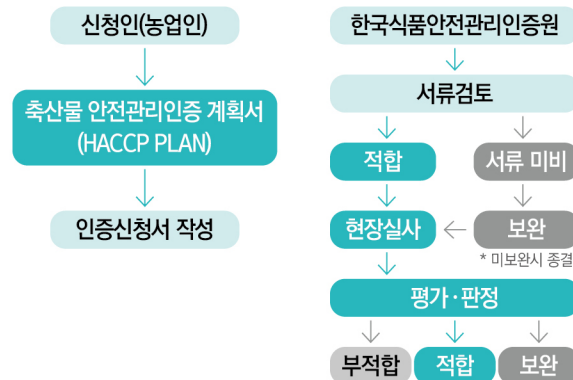 신청인(농업인)
축산물 안전관리인증 계획서
(HACCP PLAN)
인증신청서 작성
한국식품안전관리인증원
서류검토
적합
서류 미비
현장실사
보완
* 미보완시 종결
평가·판정
부적합
적합
보완